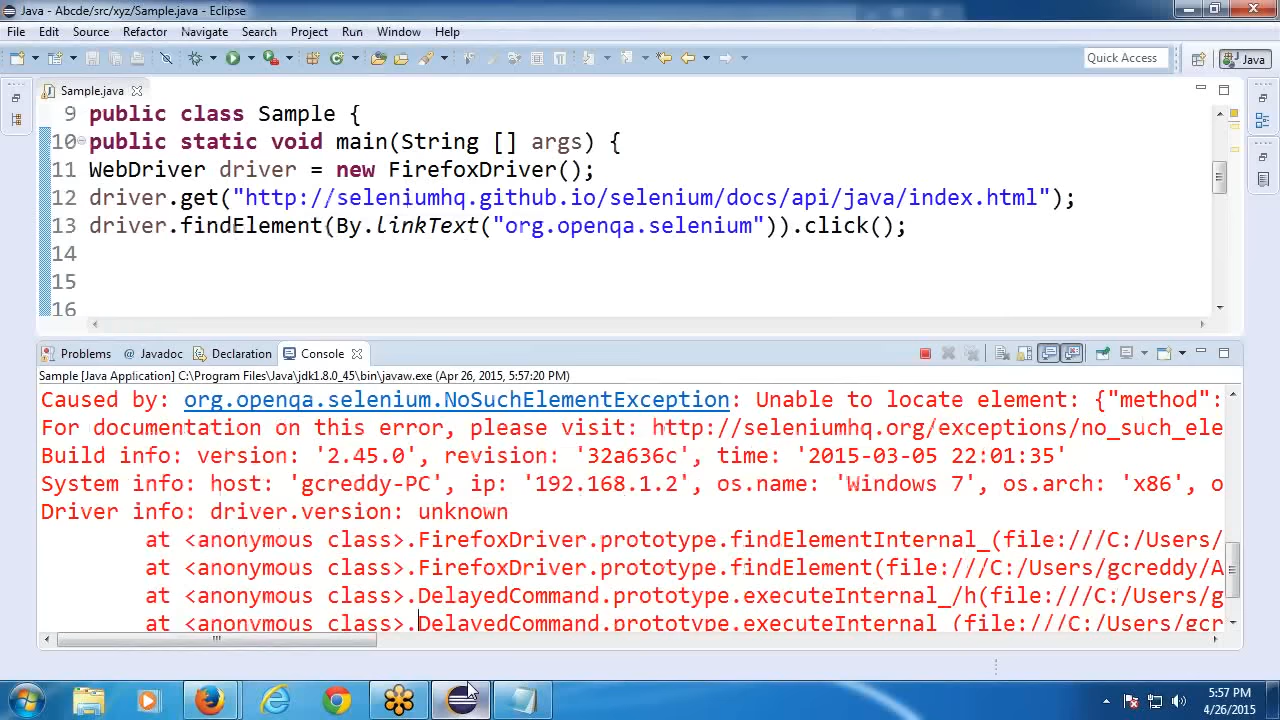 Java - Abcde/src/xyz/Sample.java - Eclipse
File Edit Source Refactor Navigate Search Project Run Window Help
Quick Access Java
Sample.java
9 public class Sample {
10 public static void main(String [] args) {
11 WebDriver driver = new FirefoxDriver();
12 driver.get("http://seleniumhq.github.io/selenium/docs/api/java/index.html");
13 driver.findElement(By.linkText("org.openqa.selenium")).click();
14
15
16
Problems @ Javadoc Declaration Console
Sample [Java Application] C:\Program Files\Java\jdk1.8.0_45\bin\javaw.exe (Apr 26, 2015, 5:57:20 PM)
Caused by: org.openqa.selenium.NoSuchElementException: Unable to locate element: {"method":
For documentation on this error, please visit: http://seleniumhq.org/exceptions/no_such_ele
Build info: version: '2.45.0', revision: '32a636c', time: '2015-03-05 22:01:35'
System info: host: 'gcreddy-PC', ip: '192.168.1.2', os.name: 'Windows 7', os.arch: 'x86', o
Driver info: driver.version: unknown
at <anonymous class>.FirefoxDriver.prototype.findElementInternal_(file:///C:/Users/
at <anonymous class>.FirefoxDriver.prototype.findElement(file:///C:/Users/gcreddy/A
at <anonymous class>.DelayedCommand.prototype.executeInternal_/h(file:///C:/Users/g
at <anonymous class>.DelayedCommand.prototype.executeInternal_(file:///C:/Users/gcr
5:57 PM
4/26/2015